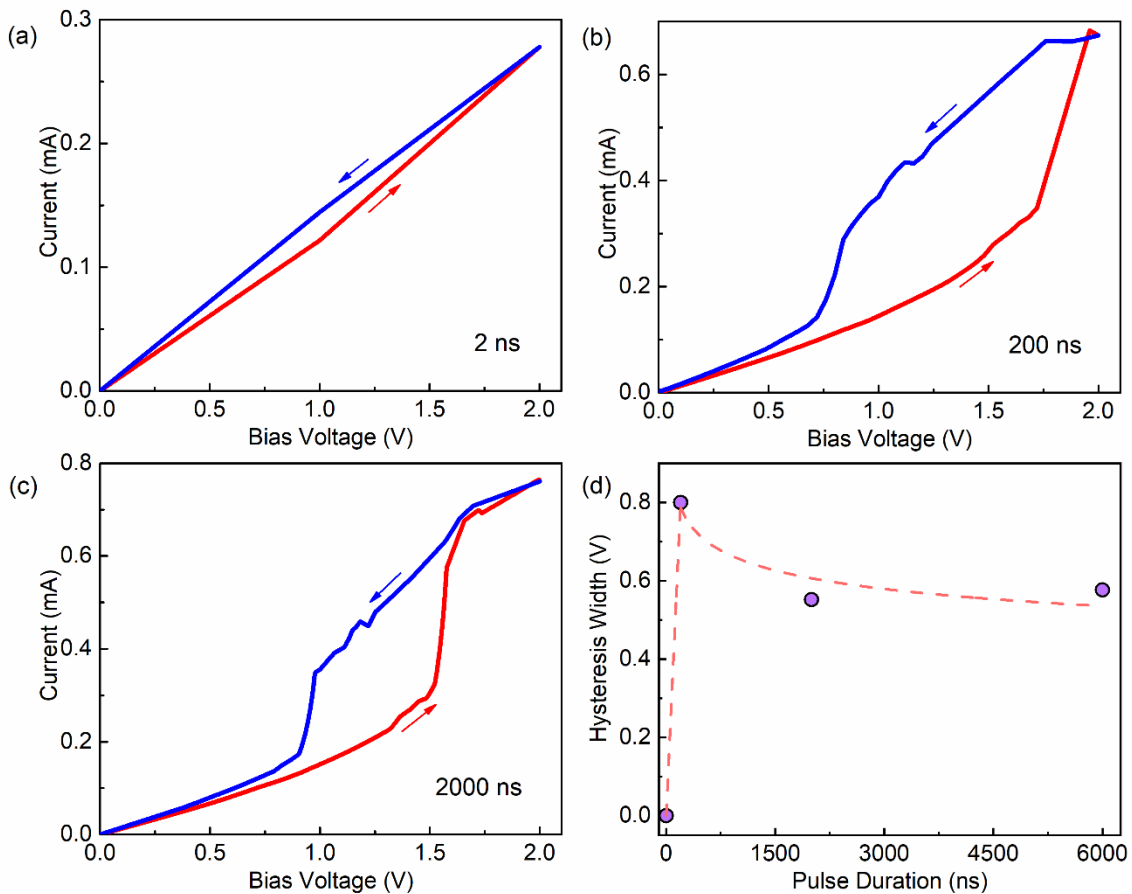 (a)
0.3
0.2
0.1
0.0
Current (mA)
2 ns
0.0 0.5 1.0 1.5 2.0
Bias Voltage (V)
(b)
0.6
0.4
0.2
0.0
Current (mA)
200 ns
0.0 0.5 1.0 1.5 2.0
Bias Voltage (V)
(c)
0.8
0.6
0.4
0.2
0.0
Current (mA)
2000 ns
0.0 0.5 1.0 1.5 2.0
Bias Voltage (V)
(d)
0.8
0.6
0.4
0.2
0.0
Hysteresis Width (V)
0 1500 3000 4500 6000
Pulse Duration (ns)